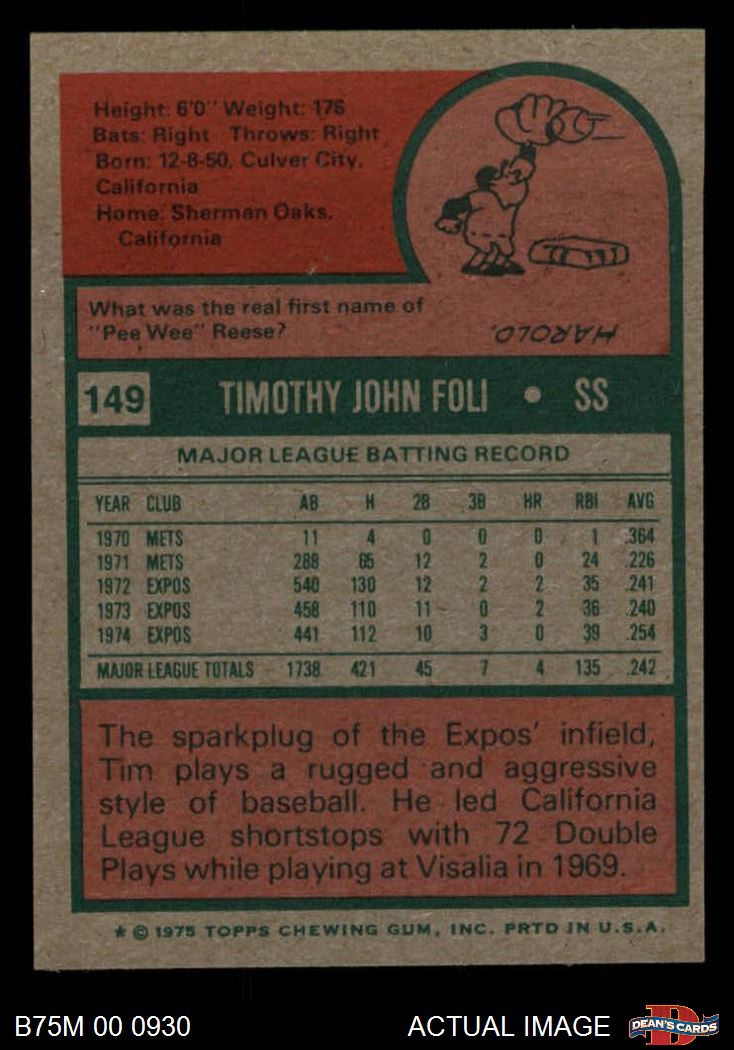 Height: 6'0" Weight: 176
Bats: Right Throws: Right
Born: 12-8-50, Culver City,
California
Home: Sherman Oaks,
California
What was the real first name of
"Pee Wee" Reese?
HAROLD.
149 TIMOTHY JOHN FOLI • SS
MAJOR LEAGUE BATTING RECORD
YEAR CLUB AB H 2B 3B HR RBI AVG
1970 METS 11 4 0 0 0 1 .364
1971 METS 288 65 12 2 0 24 .226
1972 EXPOS 540 130 12 2 2 35 .241
1973 EXPOS 458 110 11 0 2 36 .240
1974 EXPOS 441 112 10 3 0 39 .254
MAJOR LEAGUE TOTALS 1738 421 45 7 4 135 .242
The sparkplug of the Expos' infield,
Tim plays a rugged and aggressive
style of baseball. He led California
League shortstops with 72 Double
Plays while playing at Visalia in 1969.
* © 1975 TOPPS CHEWING GUM, INC. PRTD IN U.S.A.
B75M 00 0930 ACTUAL IMAGE DEAN'S CARDS